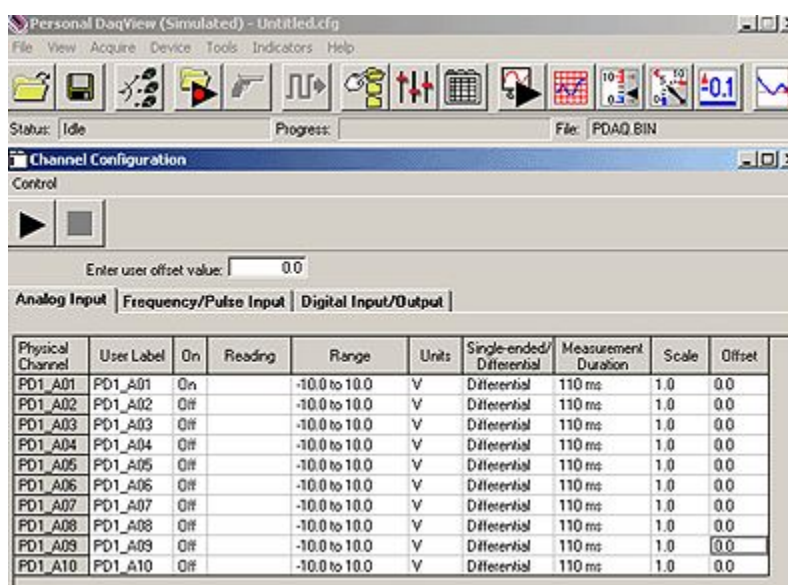 Personal DaqView (Simulated) - Untitled.cfg
File View Acquire Device Tools Indicators Help
Status: Idle Progress: File: PDAQ.BIN
Channel Configuration
Control
Enter user offset value: 0.0
Analog Input Frequency/Pulse Input Digital Input/Output
Physical Channel User Label On Reading Range Units Single-ended/Differential Measurement Duration Scale Offset
PD1_A01 PD1_A01 On -10.0 to 10.0 V Differential 110 ms 1.0 0.0
PD1_A02 PD1_A02 Off -10.0 to 10.0 V Differential 110 ms 1.0 0.0
PD1_A03 PD1_A03 Off -10.0 to 10.0 V Differential 110 ms 1.0 0.0
PD1_A04 PD1_A04 Off -10.0 to 10.0 V Differential 110 ms 1.0 0.0
PD1_A05 PD1_A05 Off -10.0 to 10.0 V Differential 110 ms 1.0 0.0
PD1_A06 PD1_A06 Off -10.0 to 10.0 V Differential 110 ms 1.0 0.0
PD1_A07 PD1_A07 Off -10.0 to 10.0 V Differential 110 ms 1.0 0.0
PD1_A08 PD1_A08 Off -10.0 to 10.0 V Differential 110 ms 1.0 0.0
PD1_A09 PD1_A09 Off -10.0 to 10.0 V Differential 110 ms 1.0 0.0
PD1_A10 PD1_A10 Off -10.0 to 10.0 V Differential 110 ms 1.0 0.0